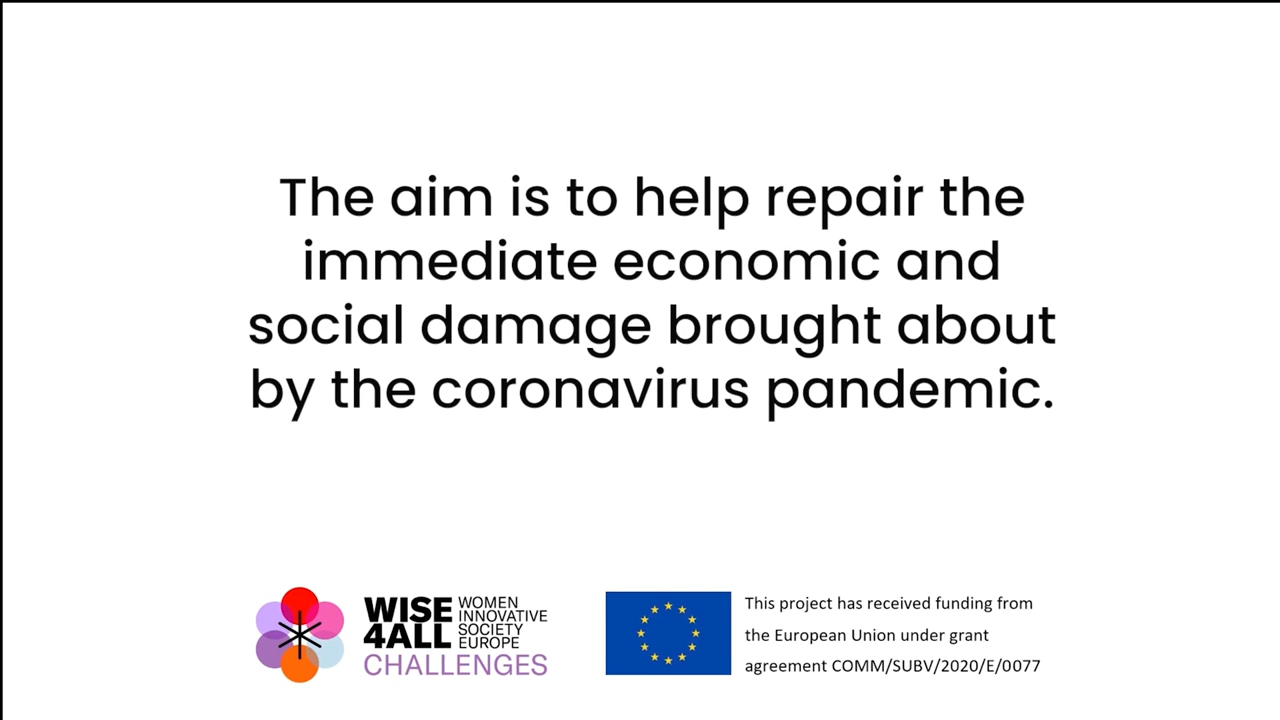 The aim is to help repair the
immediate economic and
social damage brought about
by the coronavirus pandemic.
WISE
4ALL
WOMEN
INNOVATIVE
SOCIETY
EUROPE
CHALLENGES
This project has received funding from
the European Union under grant
agreement COMM/SUBV/2020/E/0077